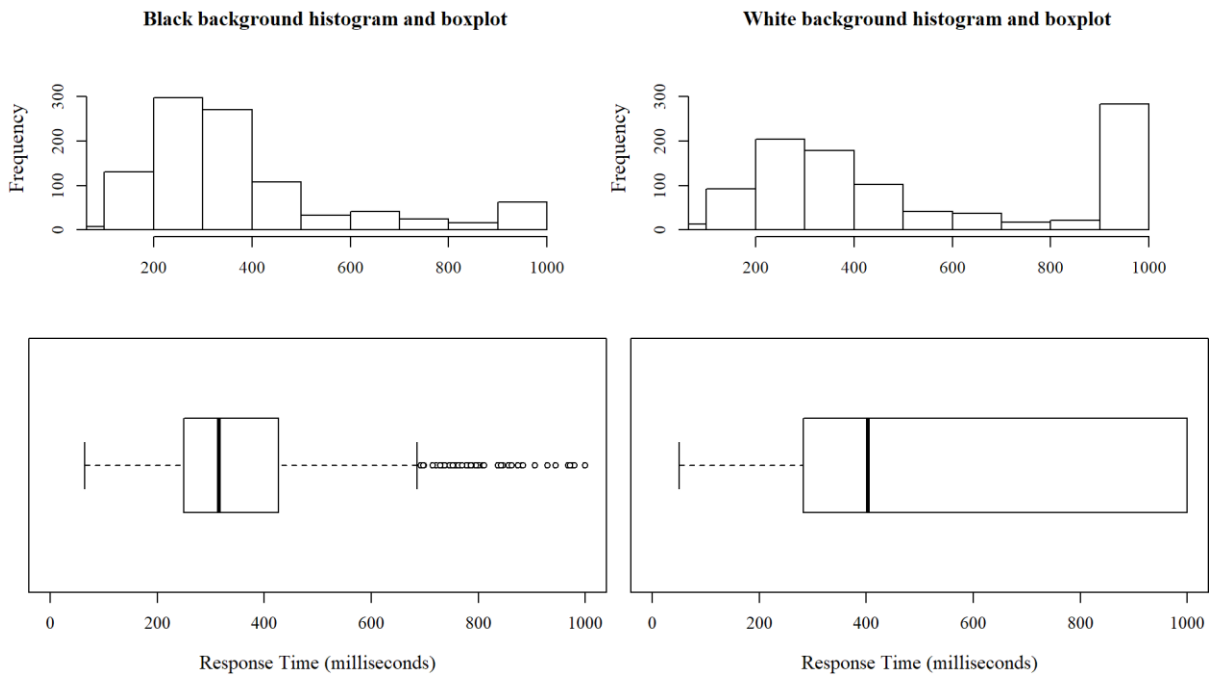 Black background histogram and boxplot
Frequency
0 100 200 300
200 400 600 800 1000
0 200 400 600 800 1000
Response Time (milliseconds)
White background histogram and boxplot
Frequency
0 100 200 300
200 400 600 800 1000
0 200 400 600 800 1000
Response Time (milliseconds)